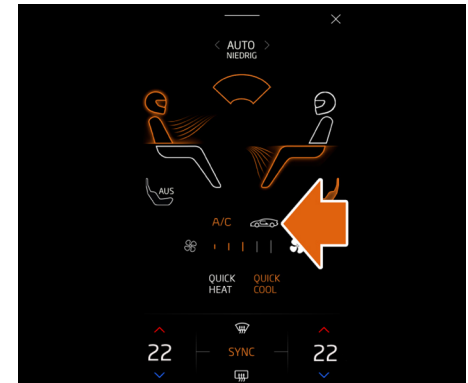 AUTO
NIEDRIG
AUS
A/C
QUICK HEAT
QUICK COOL
22
SYNC
22